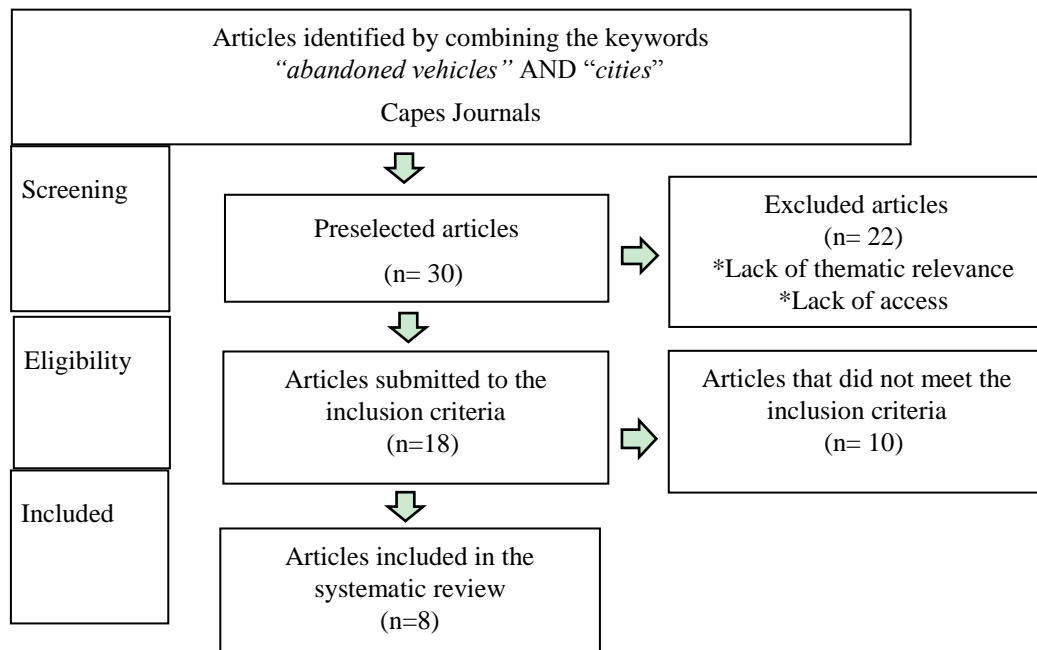 Articles identified by combining the keywords
“abandoned vehicles” AND “cities”
Capes Journals
Screening
Preselected articles
(n= 30)
Excluded articles
(n= 22)
*Lack of thematic relevance
*Lack of access
Eligibility
Articles submitted to the
inclusion criteria
(n=18)
Articles that did not meet the
inclusion criteria
(n= 10)
Included
Articles included in the
systematic review
(n=8)